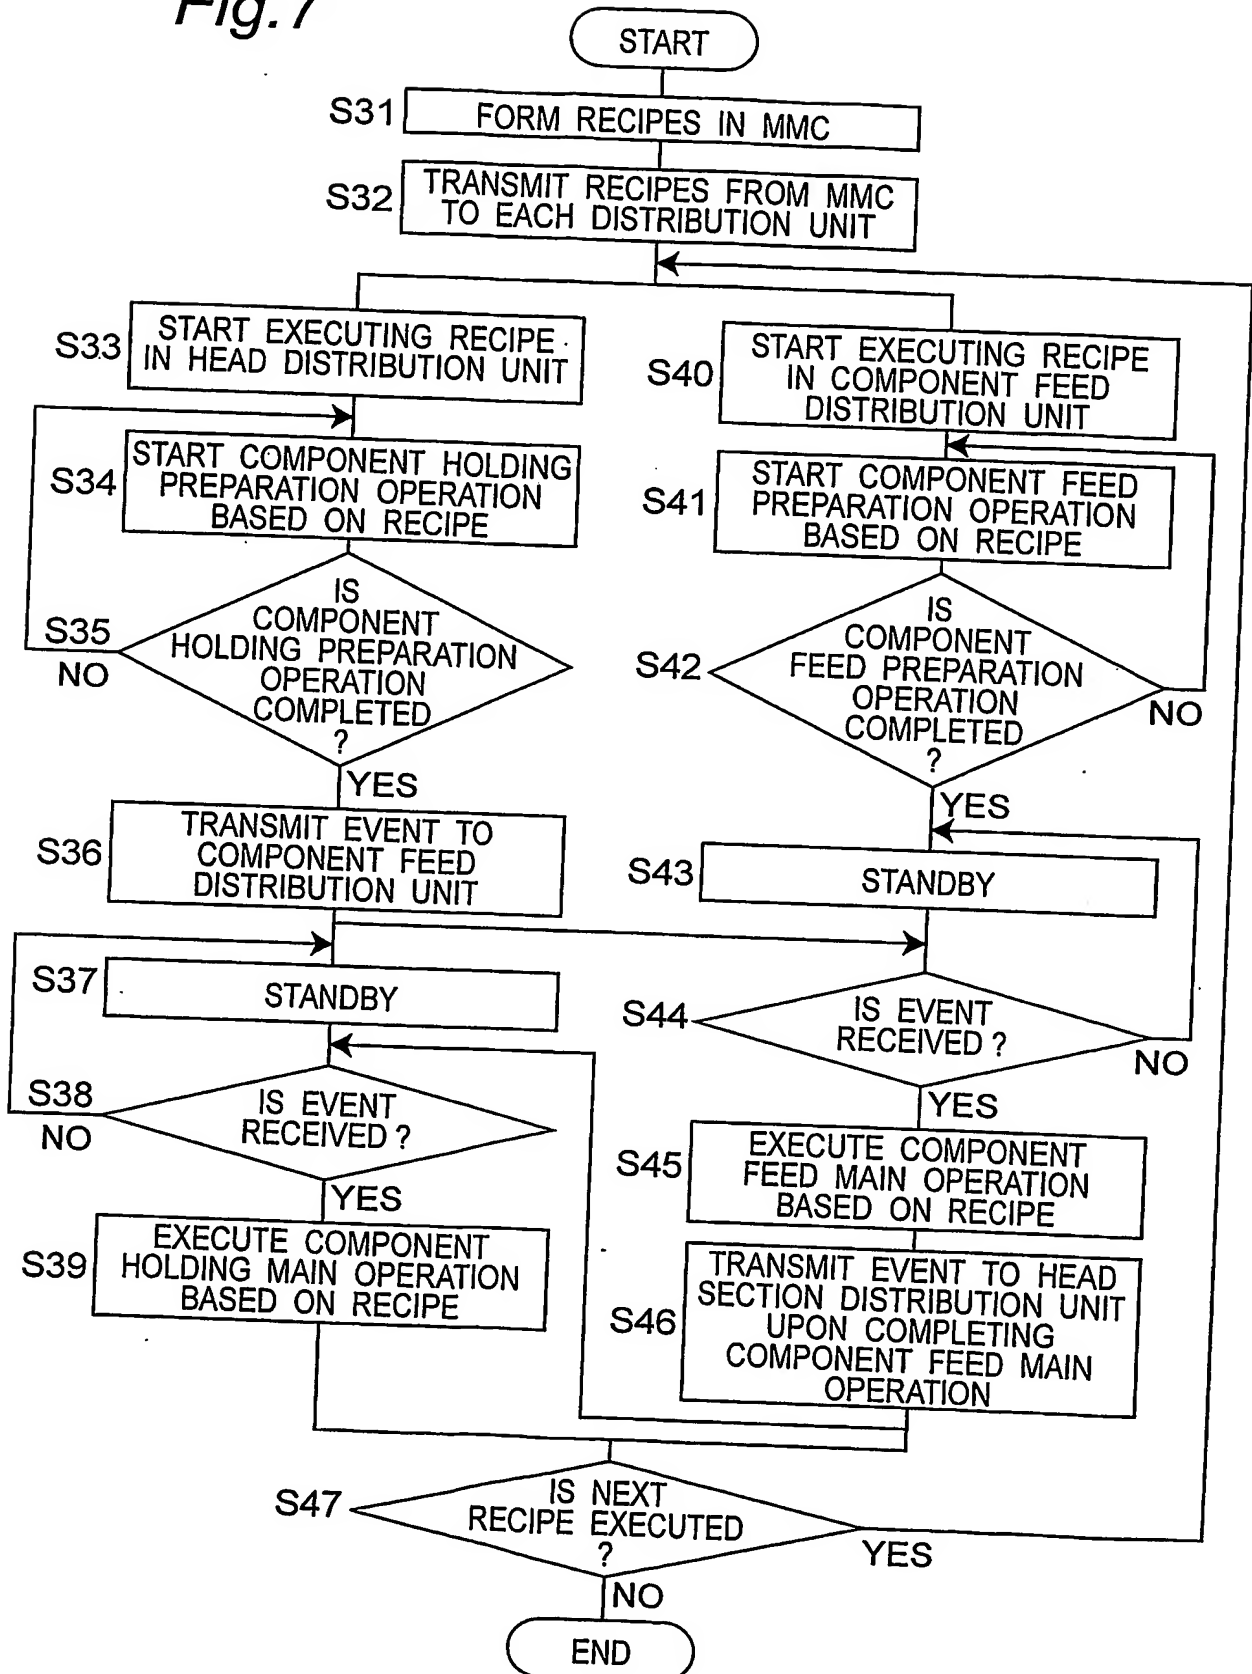 Fig.7
START
S31
FORM RECIPES IN MMC
S32
TRANSMIT RECIPES FROM MMC
TO EACH DISTRIBUTION UNIT
S33
START EXECUTING RECIPE
IN HEAD DISTRIBUTION UNIT
S34
START COMPONENT HOLDING
PREPARATION OPERATION
BASED ON RECIPE
S35
IS
COMPONENT
HOLDING PREPARATION
OPERATION
COMPLETED
?
NO
YES
S36
TRANSMIT EVENT TO
COMPONENT FEED
DISTRIBUTION UNIT
S37
STANDBY
S38
IS EVENT
RECEIVED ?
NO
YES
S39
EXECUTE COMPONENT
HOLDING MAIN OPERATION
BASED ON RECIPE
S40
START EXECUTING RECIPE
IN COMPONENT FEED
DISTRIBUTION UNIT
S41
START COMPONENT FEED
PREPARATION OPERATION
BASED ON RECIPE
S42
IS
COMPONENT
FEED PREPARATION
OPERATION
COMPLETED
?
NO
YES
S43
STANDBY
S44
IS EVENT
RECEIVED ?
NO
YES
S45
EXECUTE COMPONENT
FEED MAIN OPERATION
BASED ON RECIPE
S46
TRANSMIT EVENT TO HEAD
SECTION DISTRIBUTION UNIT
UPON COMPLETING
COMPONENT FEED MAIN
OPERATION
S47
IS NEXT
RECIPE EXECUTED
?
YES
NO
END